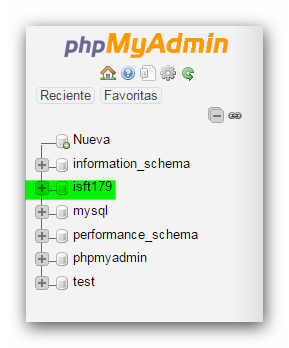 phpMyAdmin
Reciente Favoritas
Nueva
information_schema
isft179
mysql
performance_schema
phpmyadmin
test